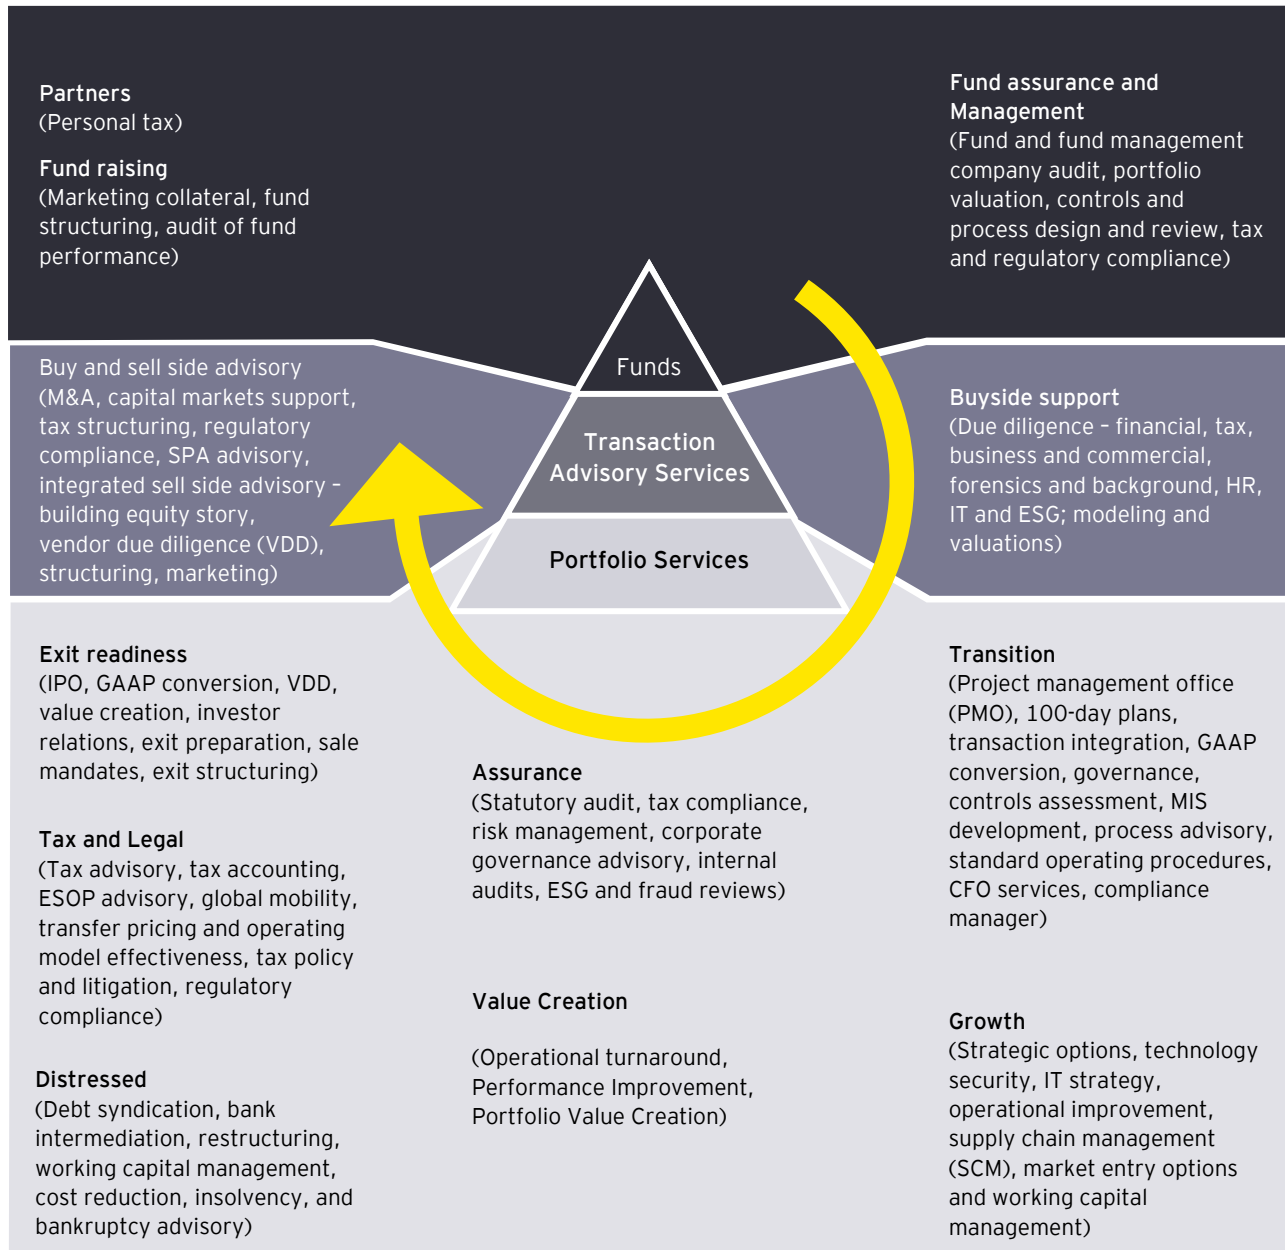 Partners
(Personal tax)
Fund raising
(Marketing collateral, fund
structuring, audit of fund
performance)
Fund assurance and
Management
(Fund and fund management
company audit, portfolio
valuation, controls and
process design and review, tax
and regulatory compliance)
Funds
Transaction
Advisory Services
Portfolio Services
Buy and sell side advisory
(M&A, capital markets support,
tax structuring, regulatory
compliance, SPA advisory,
integrated sell side advisory –
building equity story,
vendor due diligence (VDD),
structuring, marketing)
Buyside support
(Due diligence – financial, tax,
business and commercial,
forensics and background, HR,
IT and ESG; modeling and
valuations)
Exit readiness
(IPO, GAAP conversion, VDD,
value creation, investor
relations, exit preparation, sale
mandates, exit structuring)
Tax and Legal
(Tax advisory, tax accounting,
ESOP advisory, global mobility,
transfer pricing and operating
model effectiveness, tax policy
and litigation, regulatory
compliance)
Distressed
(Debt syndication, bank
intermediation, restructuring,
working capital management,
cost reduction, insolvency, and
bankruptcy advisory)
Assurance
(Statutory audit, tax compliance,
risk management, corporate
governance advisory, internal
audits, ESG and fraud reviews)
Value Creation
(Operational turnaround,
Performance Improvement,
Portfolio Value Creation)
Transition
(Project management office
(PMO), 100-day plans,
transaction integration, GAAP
conversion, governance,
controls assessment, MIS
development, process advisory,
standard operating procedures,
CFO services, compliance
manager)
Growth
(Strategic options, technology
security, IT strategy,
operational improvement,
supply chain management
(SCM), market entry options
and working capital
management)